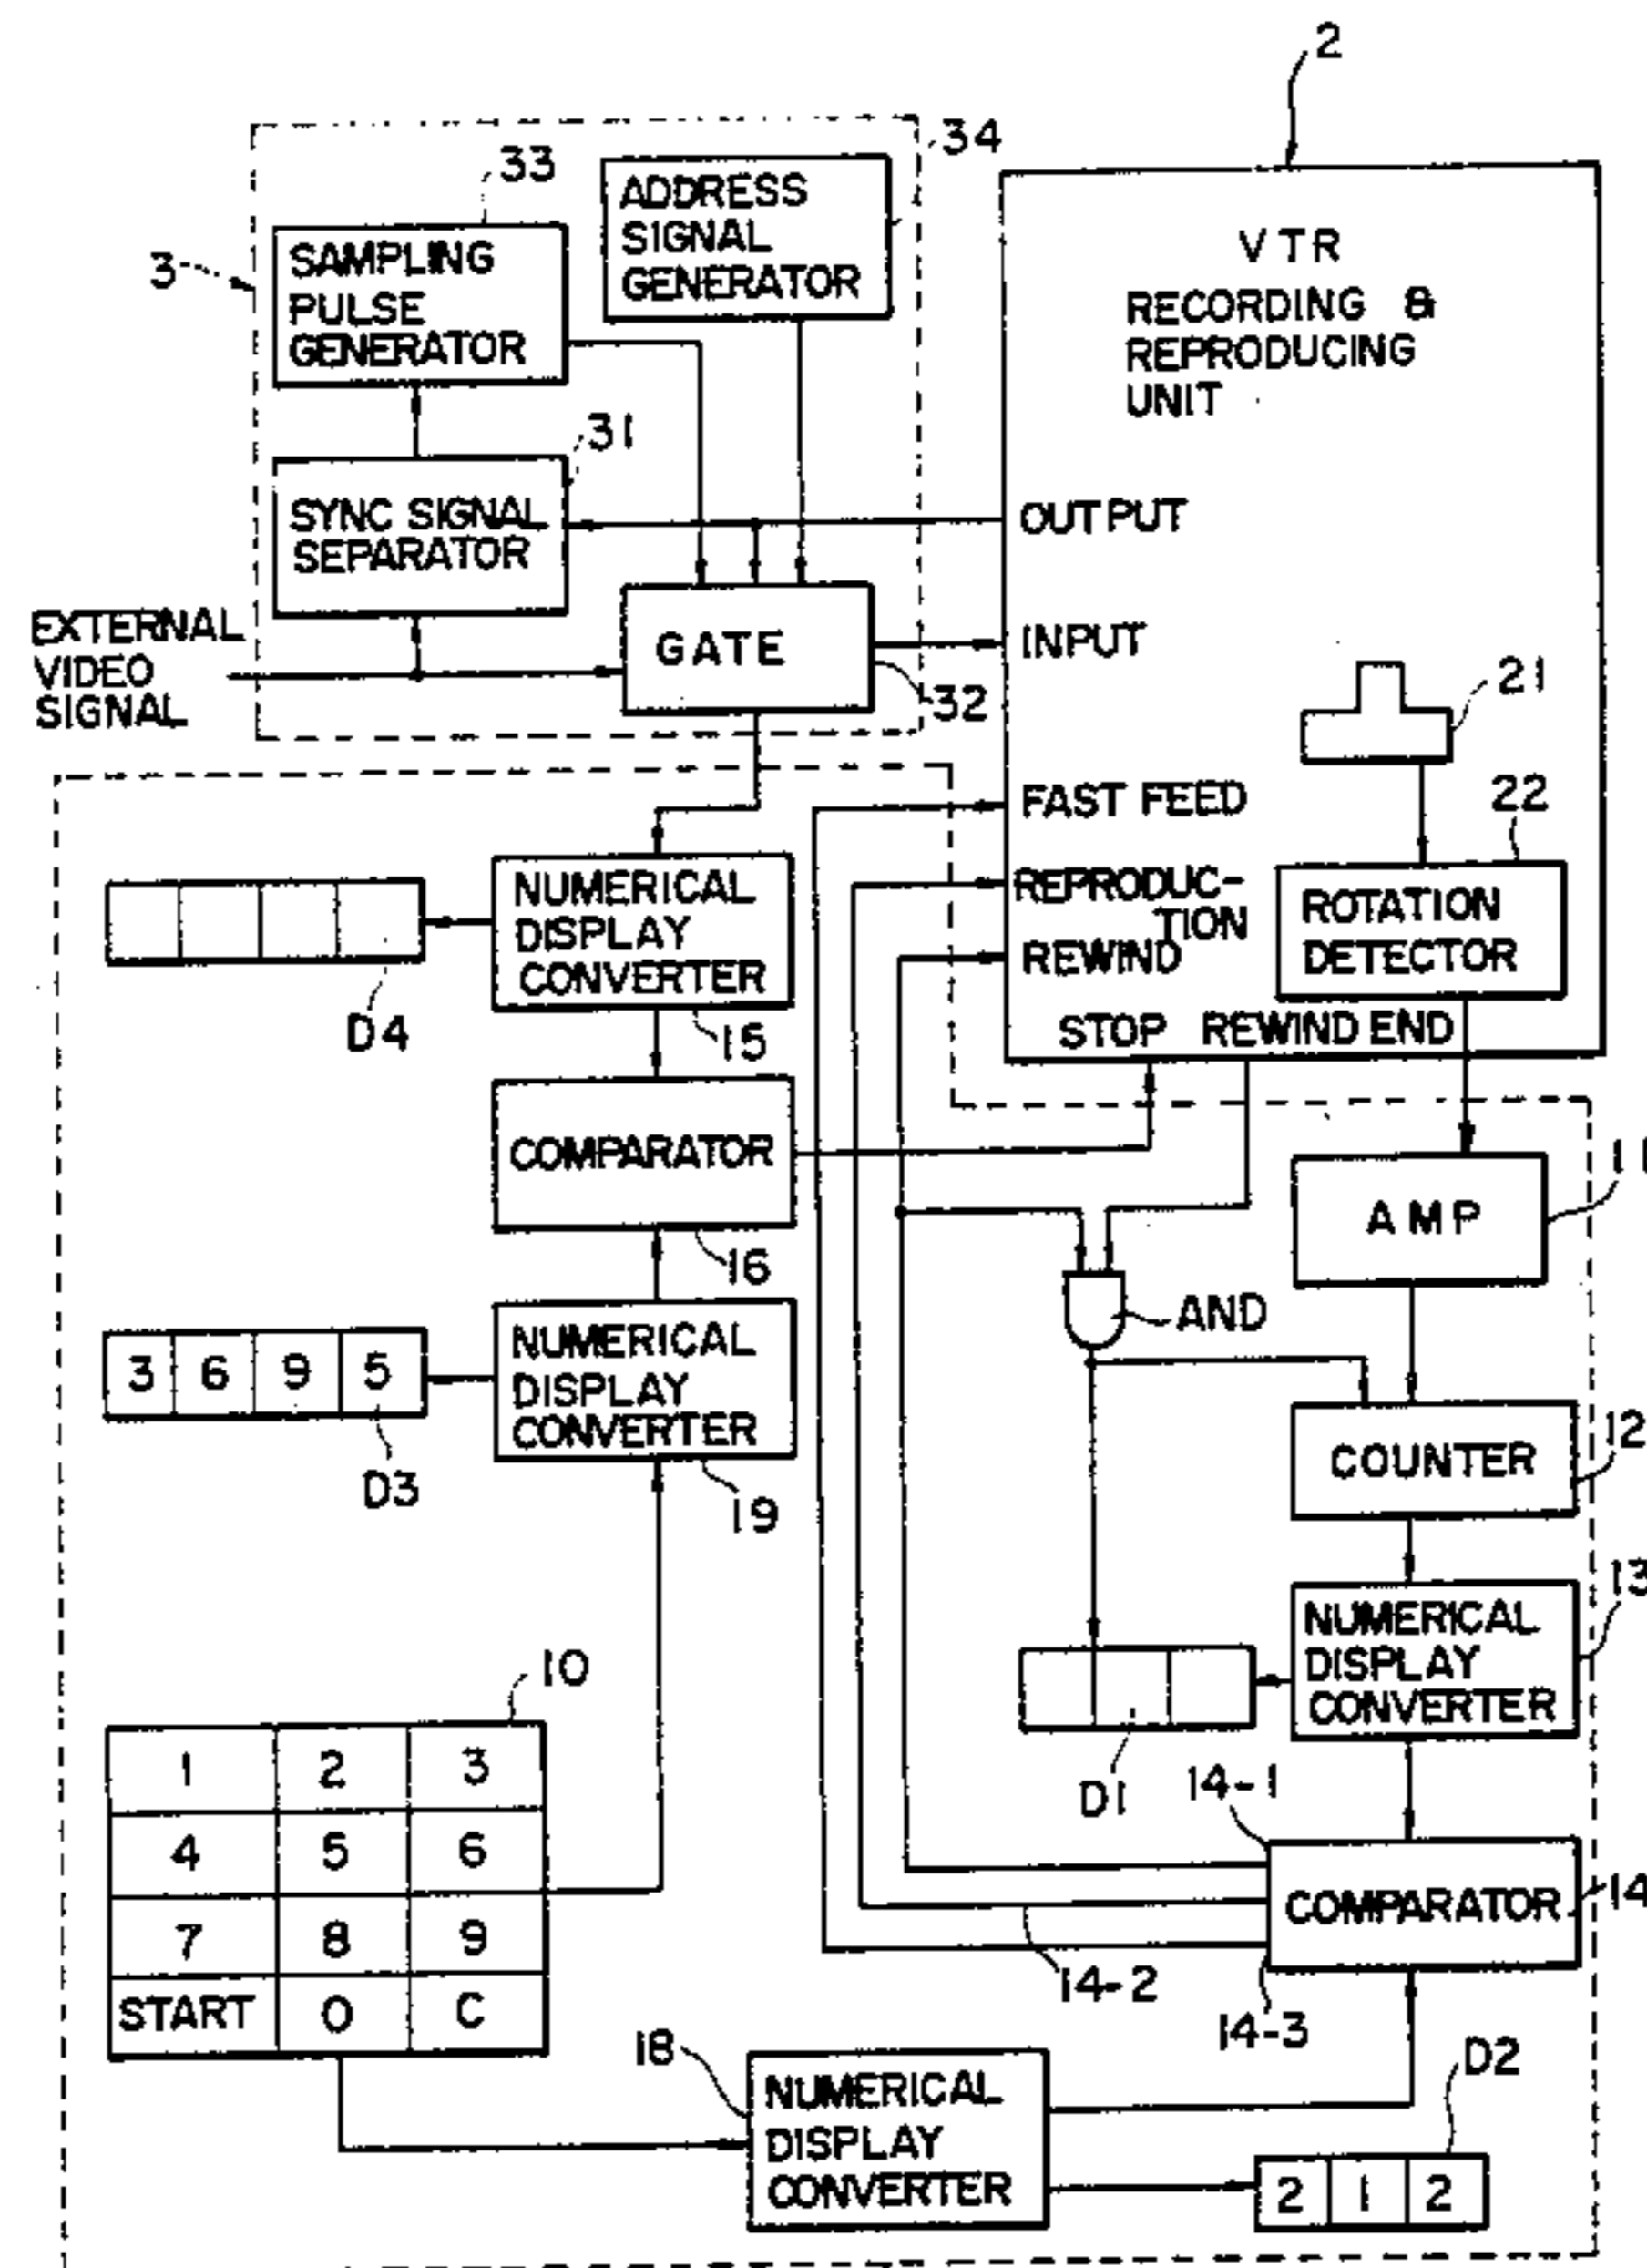 2
34
33
ADDRESS
SIGNAL
GENERATOR
SAMPLING
PULSE
GENERATOR
3
VTR
RECORDING &
REPRODUCING
UNIT
31
SYNC SIGNAL
SEPARATOR
OUTPUT
EXTERNAL
VIDEO
SIGNAL
GATE
INPUT
32
21
FAST FEED
22
REPRODUC-
TION
REWIND
ROTATION
DETECTOR
STOP
REWIND END
NUMERICAL
DISPLAY
CONVERTER
D4
15
COMPARATOR
16
11
AMP
AND
3 6 9 5
NUMERICAL
DISPLAY
CONVERTER
D3
19
12
COUNTER
13
NUMERICAL
DISPLAY
CONVERTER
D1
10
1 2 3
4 5 6
7 8 9
START 0 C
14-1
COMPARATOR
14
14-2
14-3
18
NUMERICAL
DISPLAY
CONVERTER
D2
2 1 2